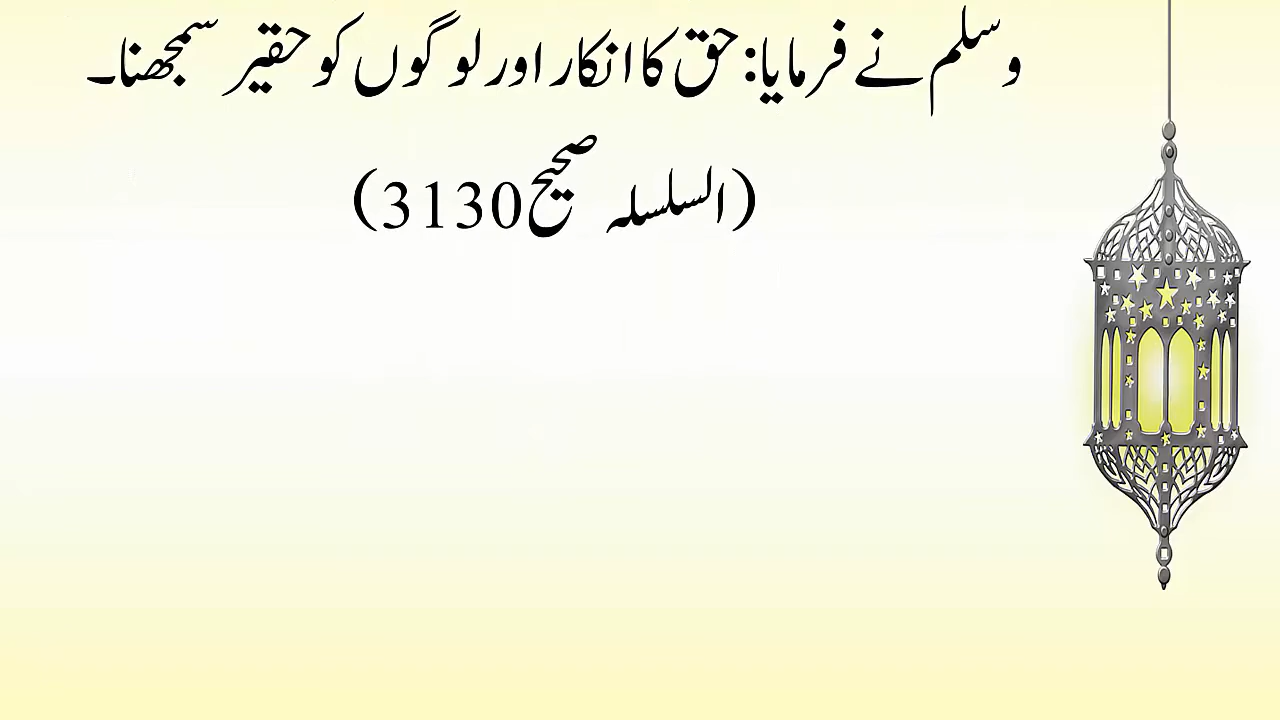 وسلم نے فرمایا: حق کا انکار اور لوگوں کو حقیر سمجھنا۔
(السلسلہ صحیح 3130)